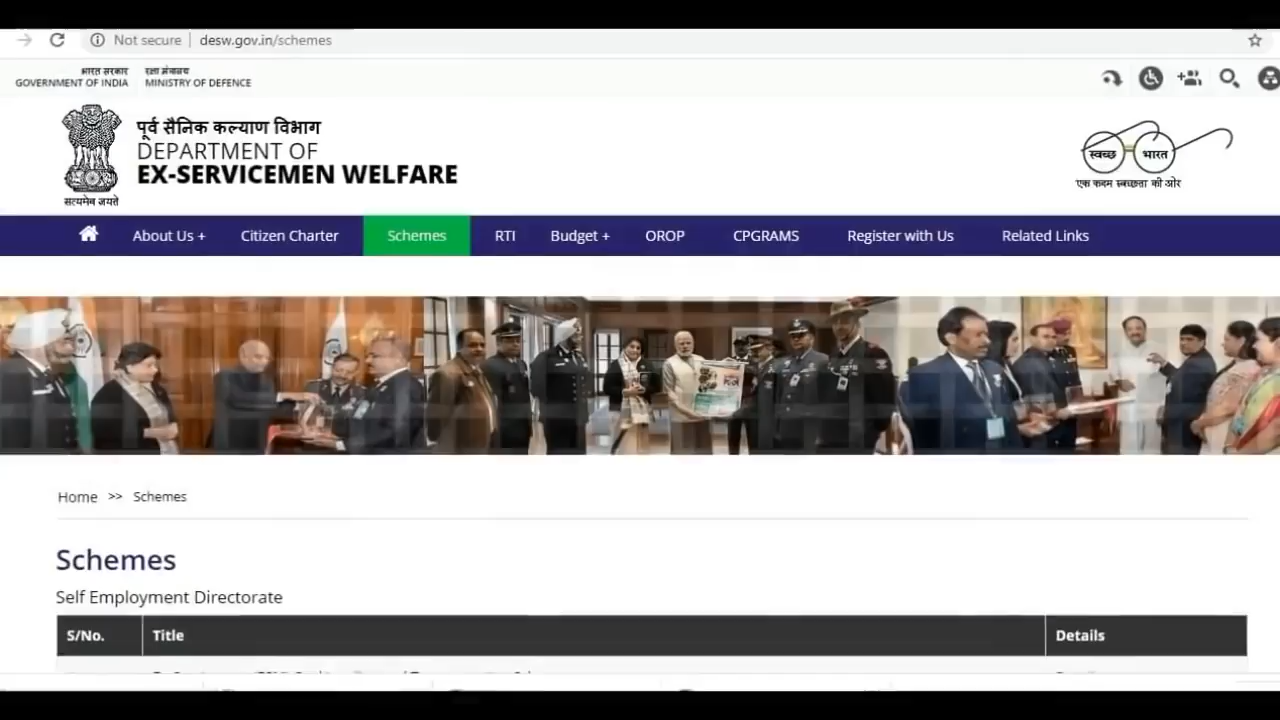 Not secure | desw.gov.in/schemes
भारत सरकार रक्षा मंत्रालय
GOVERNMENT OF INDIA MINISTRY OF DEFENCE
पूर्व सैनिक कल्याण विभाग
DEPARTMENT OF
EX-SERVICEMEN WELFARE
सत्यमेव जयते
स्वच्छ भारत
एक कदम स्वच्छता की ओर
About Us + Citizen Charter Schemes RTI Budget + OROP CPGRAMS Register with Us Related Links
Home >> Schemes
Schemes
Self Employment Directorate
S/No. Title Details